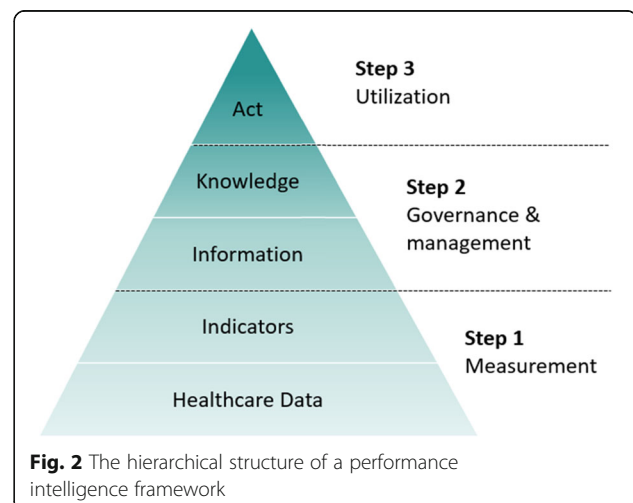 Step 3
Utilization
Act
Knowledge
Step 2
Governance &
management
Information
Indicators
Step 1
Measurement
Healthcare Data
Fig. 2 The hierarchical structure of a performance
intelligence framework